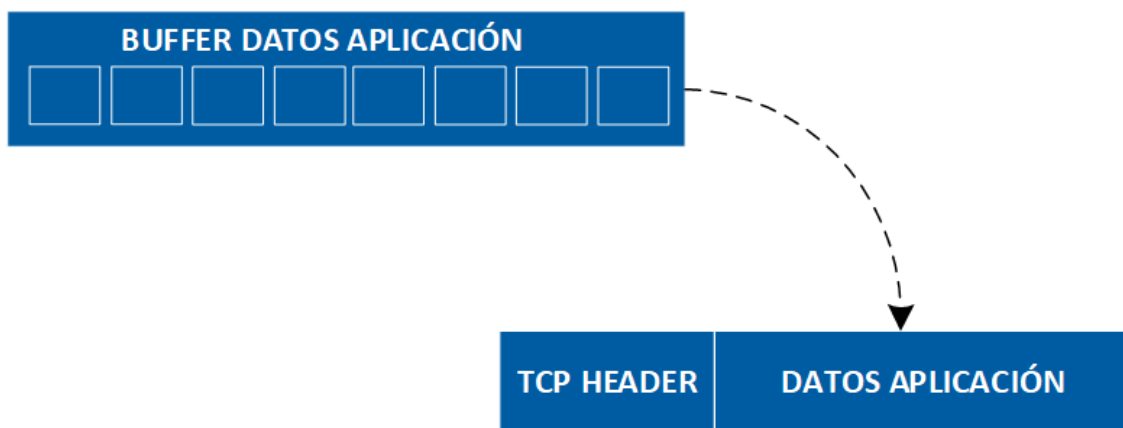 BUFFER DATOS APLICACIÓN
TCP HEADER
DATOS APLICACIÓN